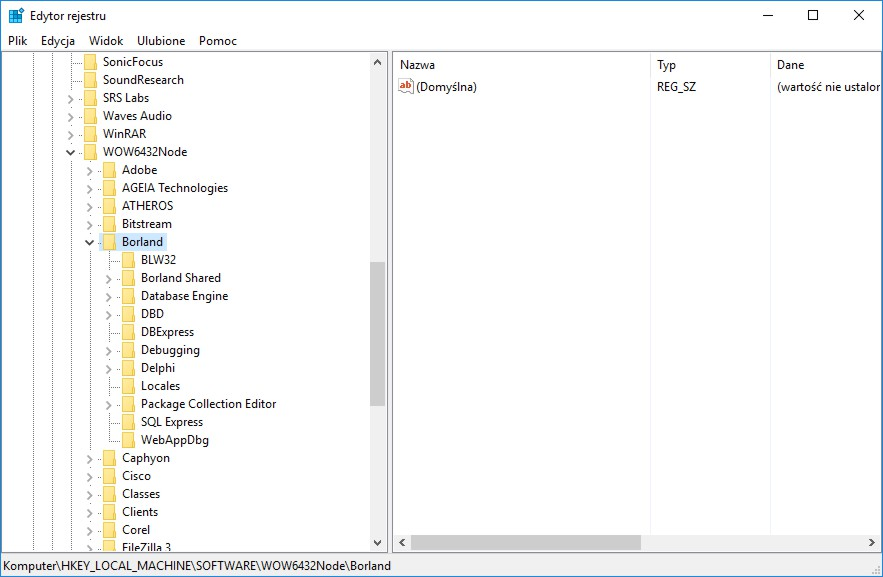 Edytor rejestru
Plik Edycja Widok Ulubione Pomoc
SonicFocus
SoundResearch
SRS Labs
Waves Audio
WinRAR
WOW6432Node
Adobe
AGEIA Technologies
ATHEROS
Bitstream
Borland
BLW32
Borland Shared
Database Engine
DBD
DBExpress
Debugging
Delphi
Locales
Package Collection Editor
SQL Express
WebAppDbg
Caphyon
Cisco
Classes
Clients
Corel
FileZilla 3
Nazwa Typ Dane
ab (Domyślna) REG_SZ (wartość nie ustalor
Komputer\HKEY_LOCAL_MACHINE\SOFTWARE\WOW6432Node\Borland